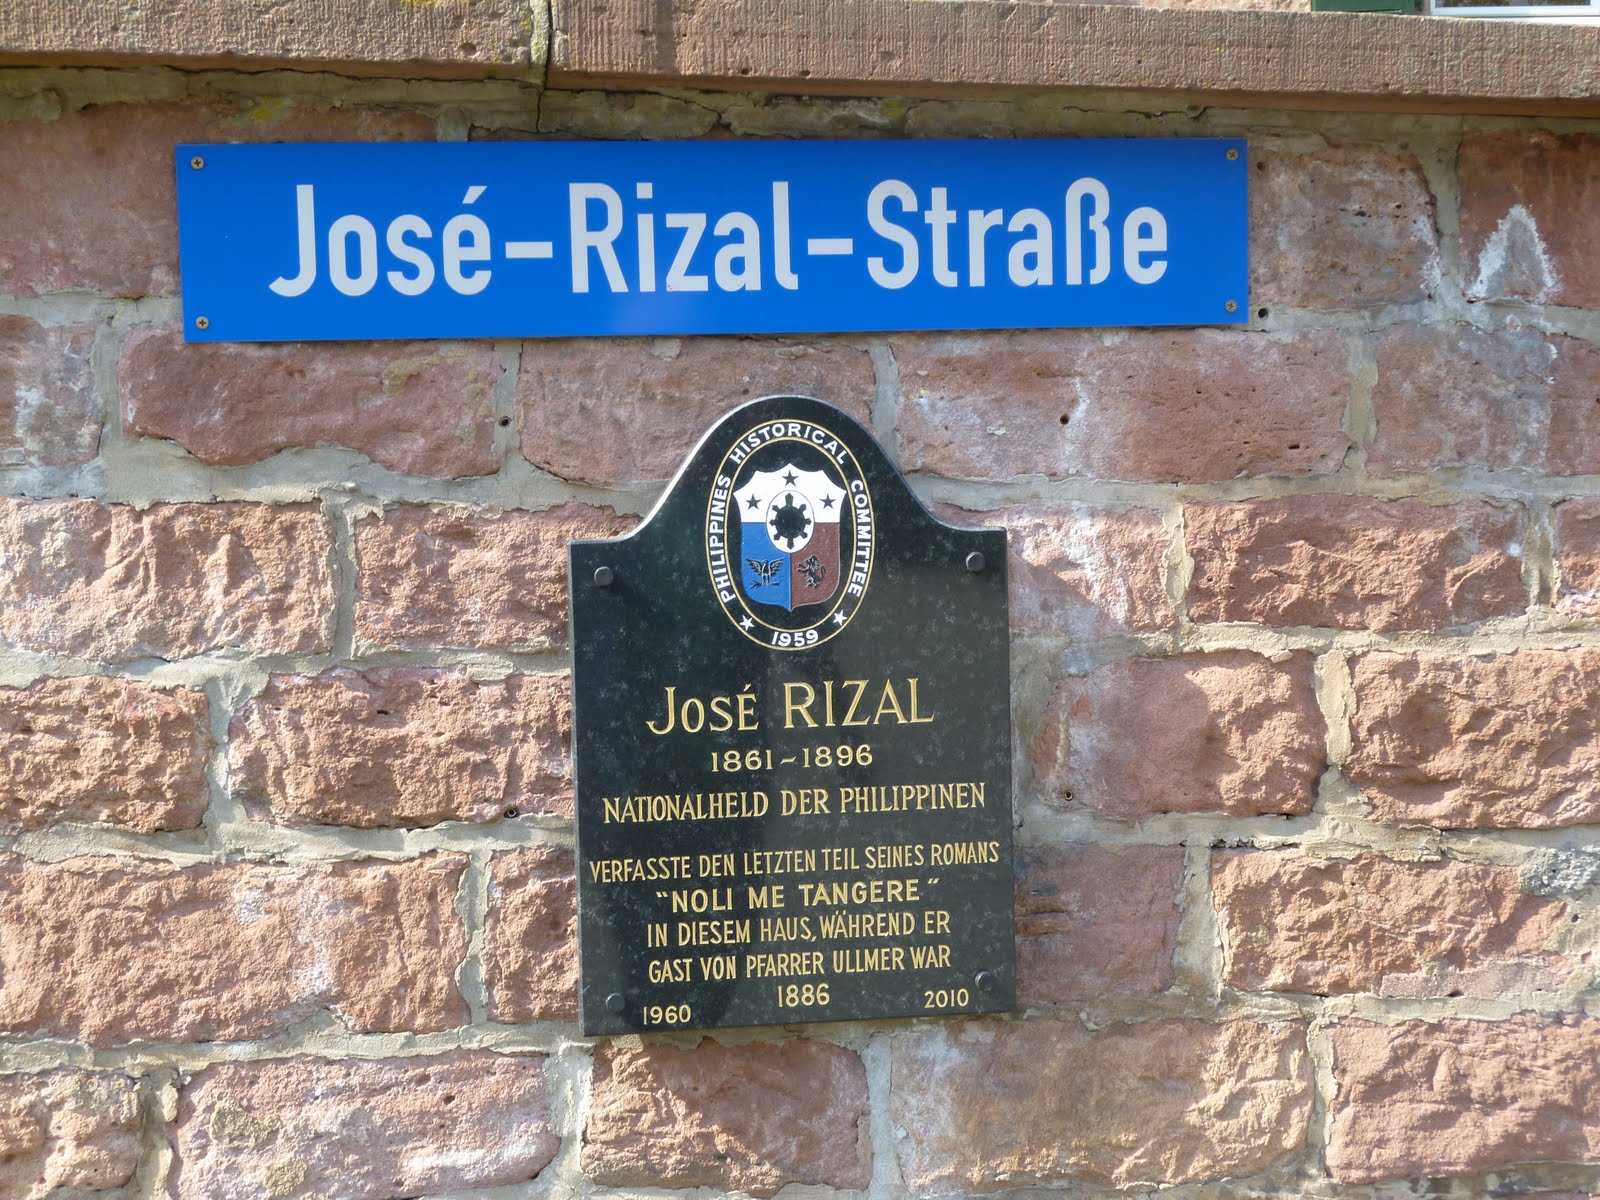 José-Rizal-Straße
PHILIPPINES HISTORICAL COMMITTEE
1959
José RIZAL
1861-1896
NATIONALHELD DER PHILIPPINEN
VERFASSTE DEN LETZTEN TEIL SEINES ROMANS
"NOLI ME TANGERE"
IN DIESEM HAUS, WÄHREND ER
GAST VON PFARRER ULLMER WAR
1886
1960 2010